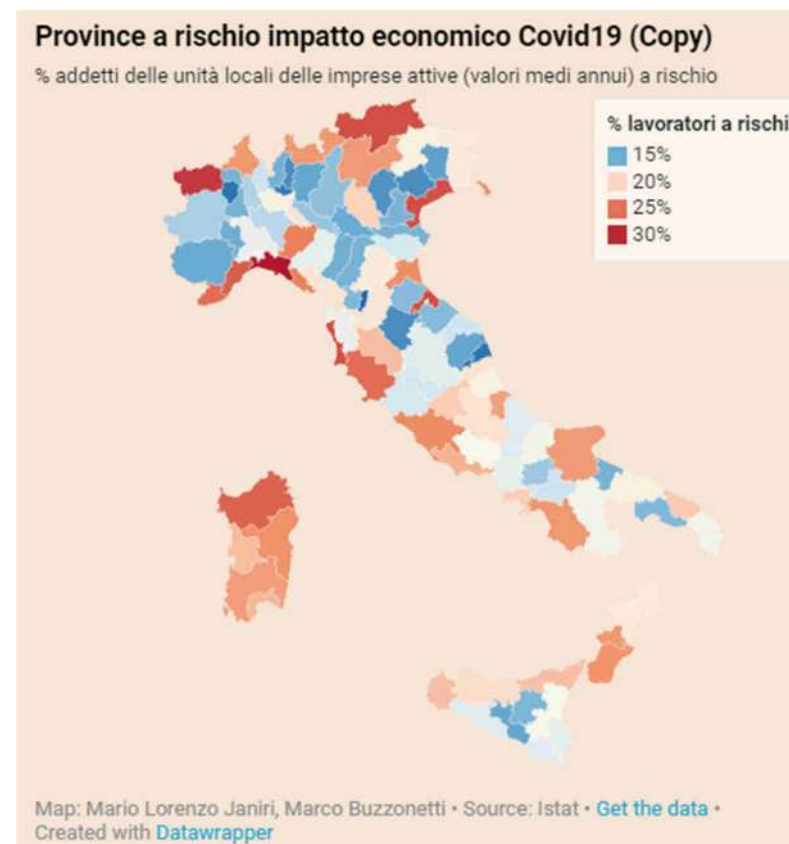 Province a rischio impatto economico Covid19 (Copy)
% addetti delle unità locali delle imprese attive (valori medi annui) a rischio
% lavoratori a rischi
15%
20%
25%
30%
Map: Mario Lorenzo Janiri, Marco Buzzonetti • Source: Istat • Get the data •
Created with Datawrapper